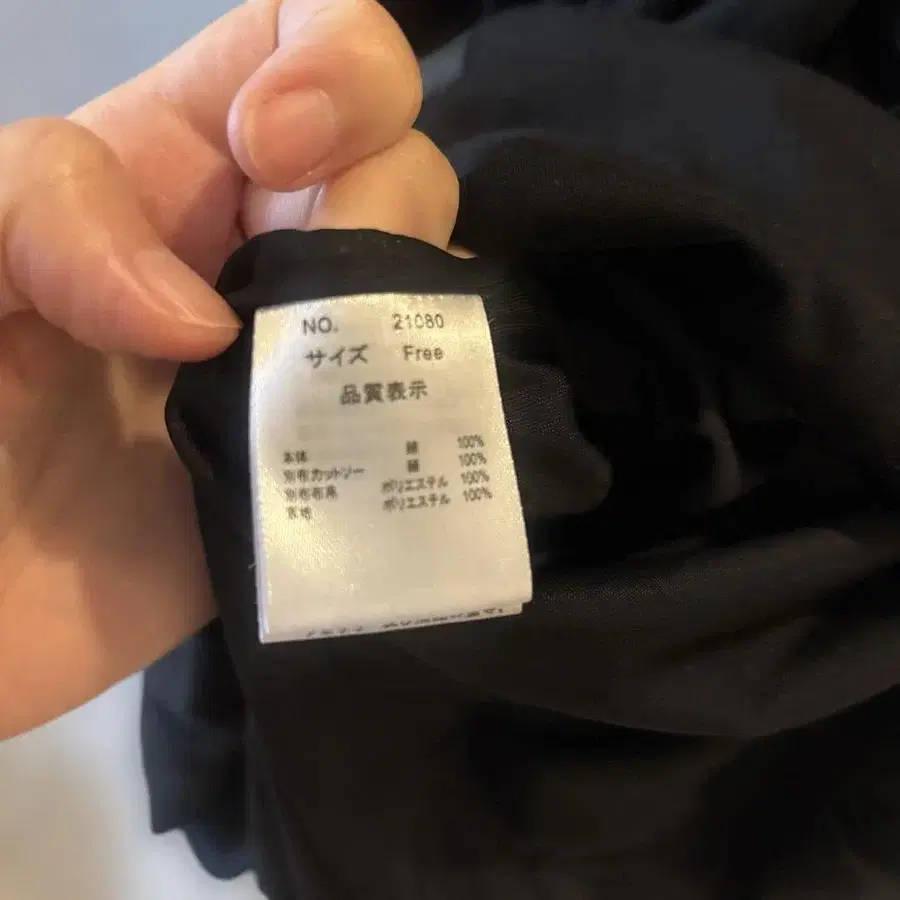 NO. 21080
サイズ Free
品質表示
本体 綿 100%
別布カットソー 綿 100%
別布布帛 ポリエステル 100%
裏地 ポリエステル 100%